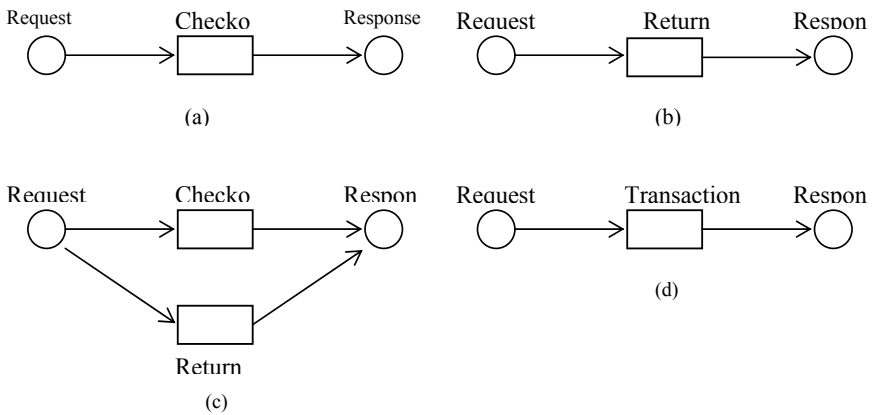 Request
Checko
Response
(a)
Request
Return
Respon
(b)
Request
Checko
Respon
Return
(c)
Request
Transaction
Respon
(d)